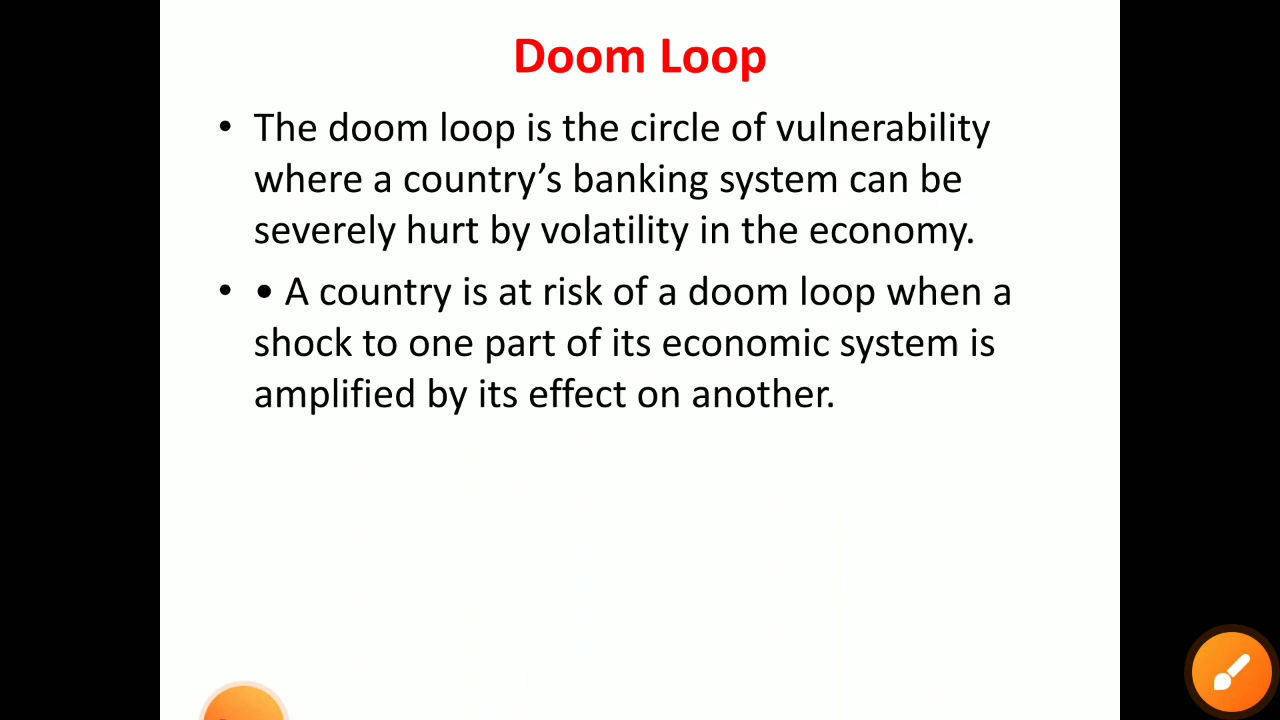 Doom Loop
• The doom loop is the circle of vulnerability
where a country’s banking system can be
severely hurt by volatility in the economy.
• • A country is at risk of a doom loop when a
shock to one part of its economic system is
amplified by its effect on another.